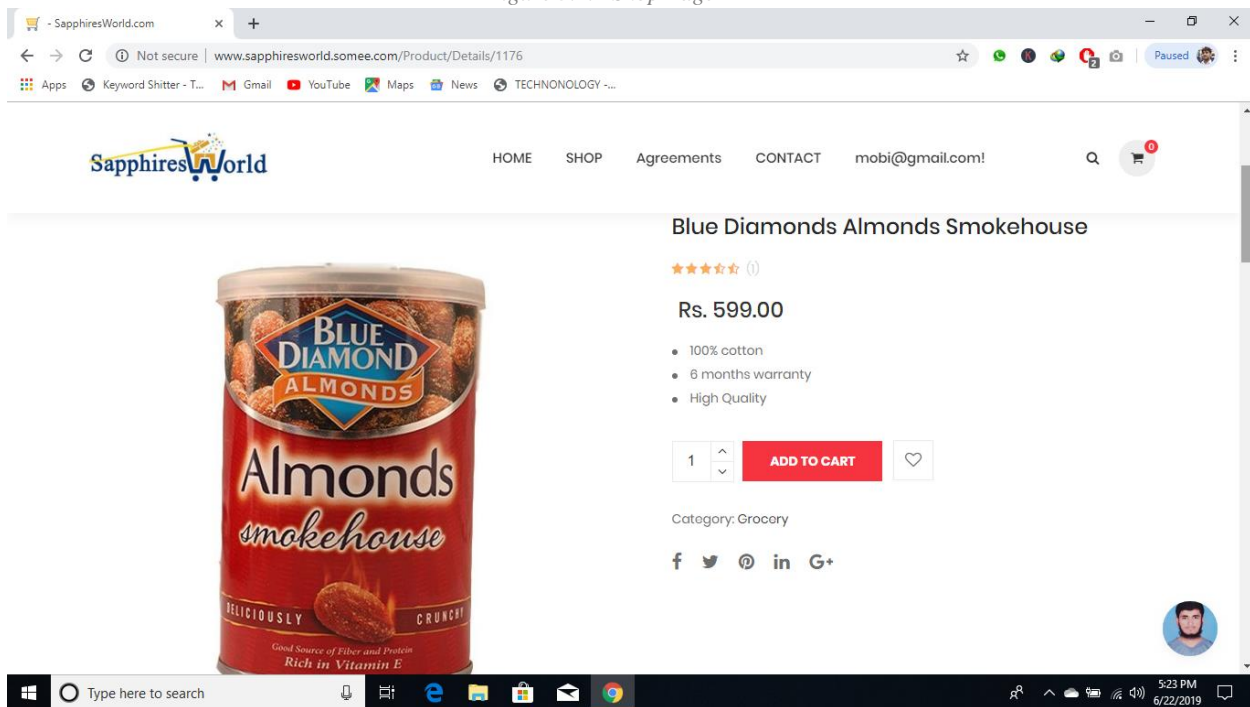 - SapphiresWorld.com
Not secure | www.sapphiresworld.somee.com/Product/Details/1176
Paused
2
Apps Keyword Shitter - T... Gmail YouTube Maps News TECHNONOLOGY -...
SapphiresWorld
HOME SHOP Agreements CONTACT mobi@gmail.com! 0
Blue Diamonds Almonds Smokehouse
(1)
Rs. 599.00
100% cotton
6 months warranty
High Quality
1 ADD TO CART
Category: Grocery
BLUE
DIAMOND
ALMONDS
Almonds
smokehouse
DELICIOUSLY CRUNCHY
Good Source of Fiber and Protein
Rich in Vitamin E
Type here to search
5:23 PM
6/22/2019